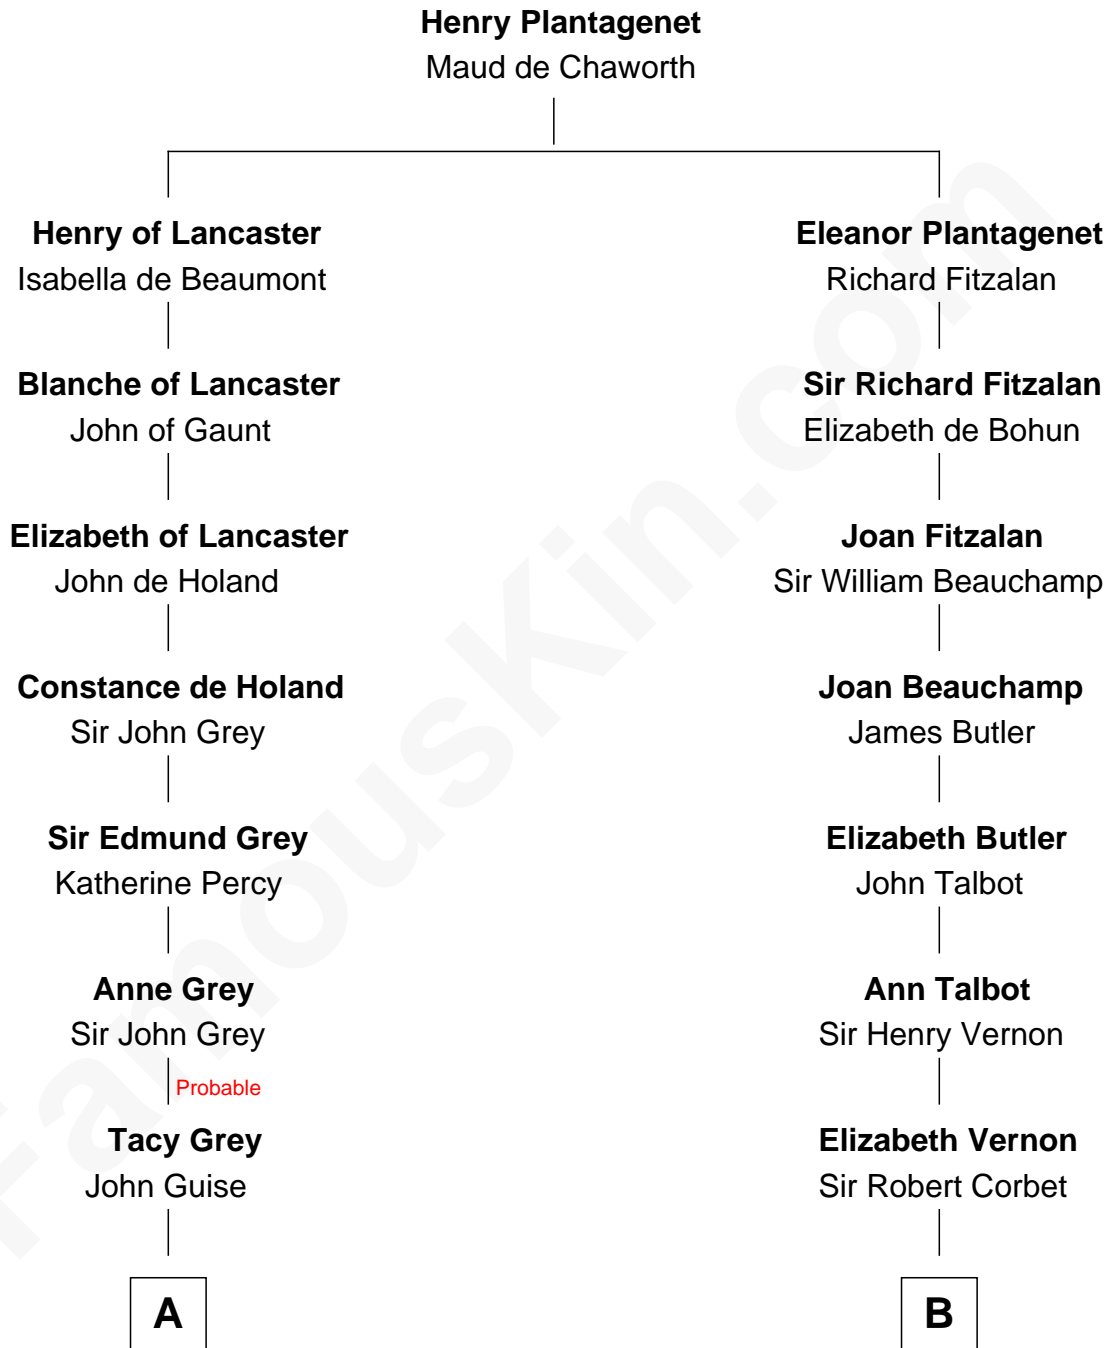 Henry Plantagenet
Maud de Chaworth
Henry of Lancaster
Isabella de Beaumont
Eleanor Plantagenet
Richard Fitzalan
Blanche of Lancaster
John of Gaunt
Sir Richard Fitzalan
Elizabeth de Bohun
Elizabeth of Lancaster
John de Holand
Joan Fitzalan
Sir William Beauchamp
Constance de Holand
Sir John Grey
Joan Beauchamp
James Butler
Sir Edmund Grey
Katherine Percy
Elizabeth Butler
John Talbot
Anne Grey
Sir John Grey
Ann Talbot
Sir Henry Vernon
Probable
Tacy Grey
John Guise
Elizabeth Vernon
Sir Robert Corbet
A
B
FamousKin.com